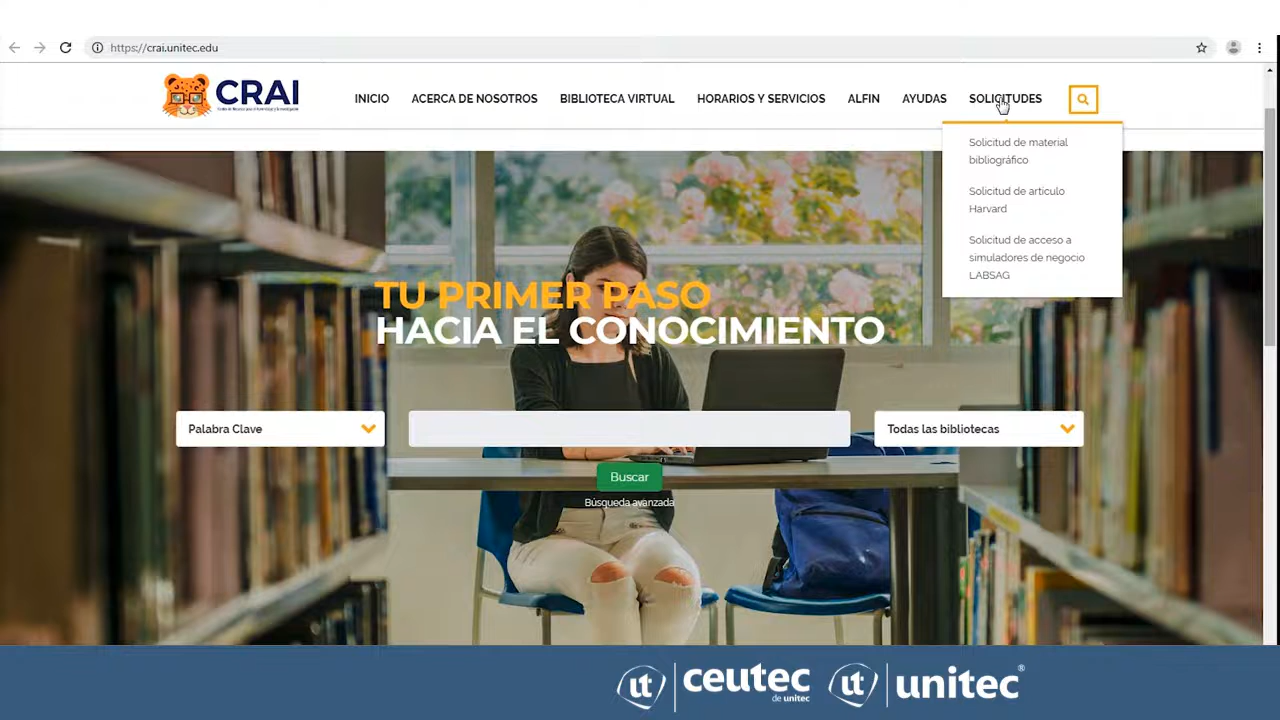 https://crai.unitec.edu
CRAI
INICIO
ACERCA DE NOSOTROS
BIBLIOTECA VIRTUAL
HORARIOS Y SERVICIOS
ALFIN
AYUDAS
SOLICITUDES
Solicitud de material
bibliográfico
Solicitud de artículo
Harvard
Solicitud de acceso a
simuladores de negocio
LABSAG
TU PRIMER PASO
HACIA EL CONOCIMIENTO
Palabra Clave
Todas las bibliotecas
Buscar
Búsqueda avanzada
ut ceutec
de unitec
ut unitec®